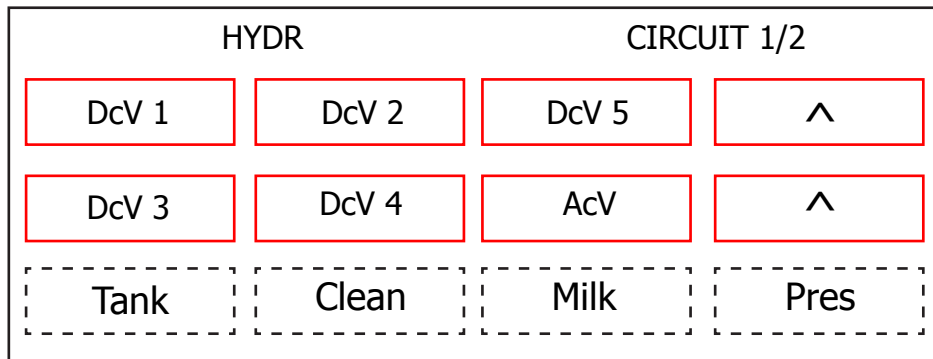 HYDR CIRCUIT 1/2
DcV 1 DcV 2 DcV 5 ^
DcV 3 DcV 4 AcV ^
Tank Clean Milk Pres